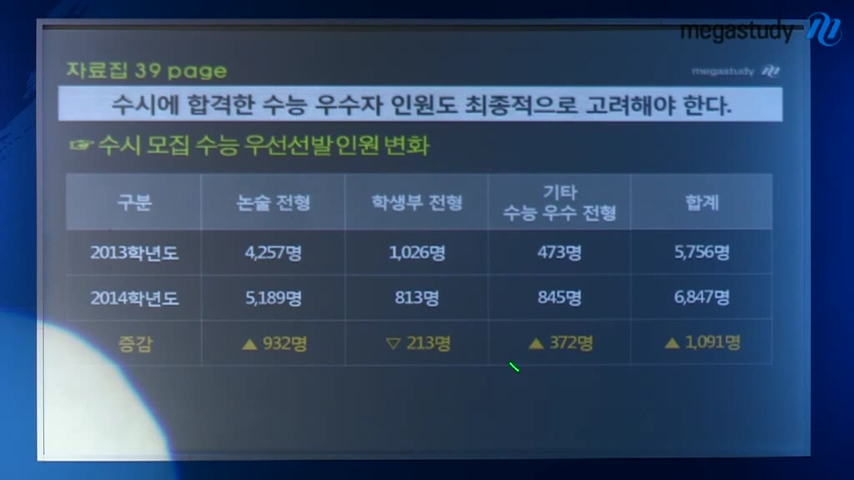 megastudy
자료집 39 page
megastudy
수시에 합격한 수능 우수자 인원도 최종적으로 고려해야 한다.
☞ 수시 모집 수능 우선선발인원 변화
구분 논술 전형 학생부 전형 기타 수능 우수 전형 합계
2013학년도 4,257명 1,026명 473명 5,756명
2014학년도 5,189명 813명 845명 6,847명
증감 ▲ 932명 ▽ 213명 ▲ 372명 ▲ 1,091명